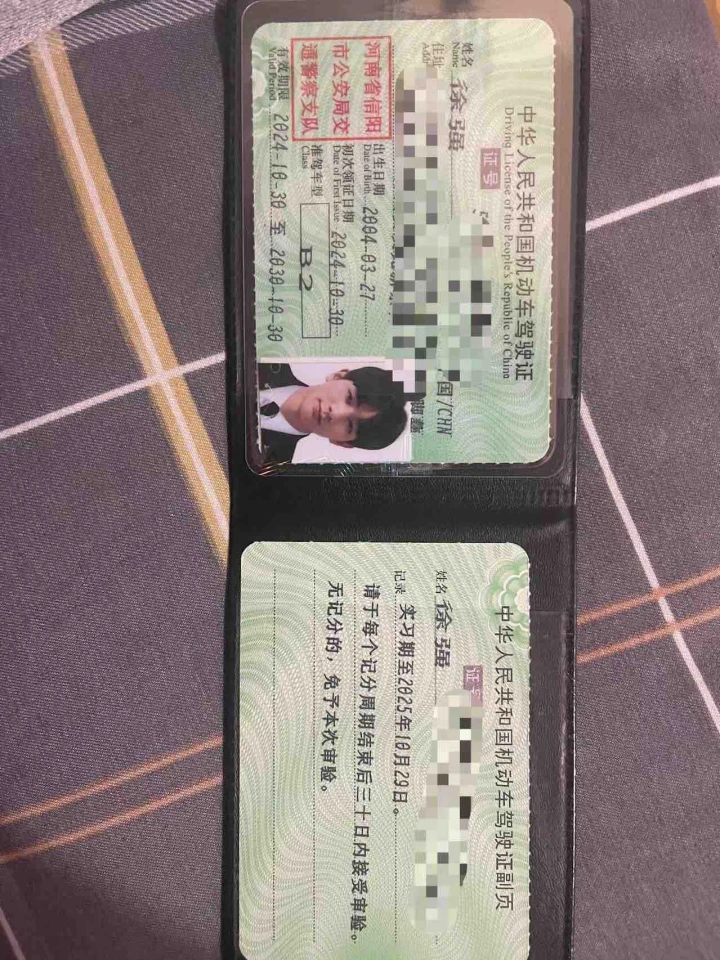 中华人民共和国机动车驾驶证
Driving License of the People's Republic of China
证号
姓名 徐强
Name
国/CHN
住址
出生日期 2004-03-27
Date of Birth
河南省信阳
市公安局交
通警察支队
初次领证日期 2024-10-30
Date of First Issue
准驾车型 B2
Class
有效期限 2024-10-30 至 2030-10-30
Valid Period
中华人民共和国机动车驾驶证副页
证号
姓名 徐强
记录 实习期至2025年10月29日。
请于每个记分周期结束后三十日内接受审验。
无记分的，免予本次审验。